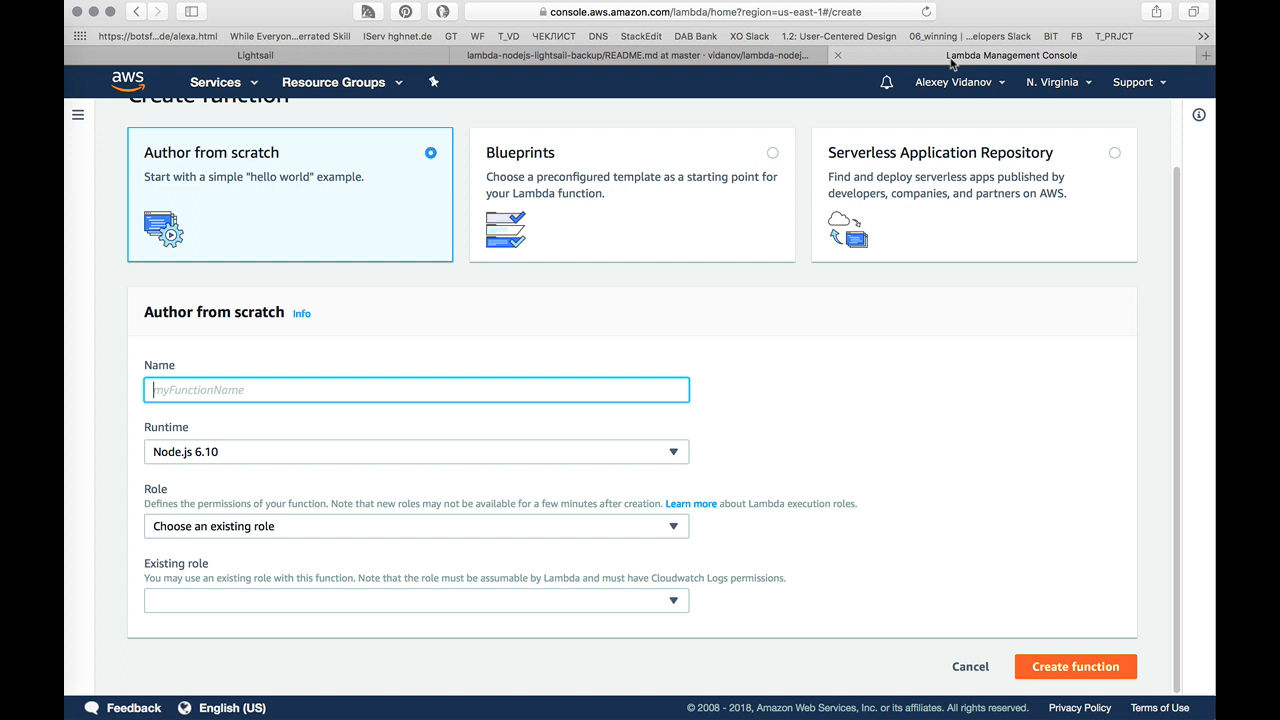 console.aws.amazon.com/lambda/home?region=us-east-1#/create
https://botsf...de/alexa.html While Everyon...errated Skill IServ hghnet.de GT WF T_VD ЧЕКЛИСТ DNS StackEdit DAB Bank XO Slack 1.2: User-Centered Design 06_winning | ...elopers Slack BIT FB T_PRJCT
Lightsail lambda-nodejs-lightsail-backup/README.md at master · vidanov/lambda-nodej... Lambda Management Console
aws Services Resource Groups Alexey Vidanov N. Virginia Support
Create function
Author from scratch
Start with a simple "hello world" example.
Blueprints
Choose a preconfigured template as a starting point for
your Lambda function.
Serverless Application Repository
Find and deploy serverless apps published by
developers, companies, and partners on AWS.
Author from scratch Info
Name
myFunctionName
Runtime
Node.js 6.10
Role
Defines the permissions of your function. Note that new roles may not be available for a few minutes after creation. Learn more about Lambda execution roles.
Choose an existing role
Existing role
You may use an existing role with this function. Note that the role must be assumable by Lambda and must have Cloudwatch Logs permissions.
Cancel Create function
Feedback English (US) © 2008 - 2018, Amazon Web Services, Inc. or its affiliates. All rights reserved. Privacy Policy Terms of Use